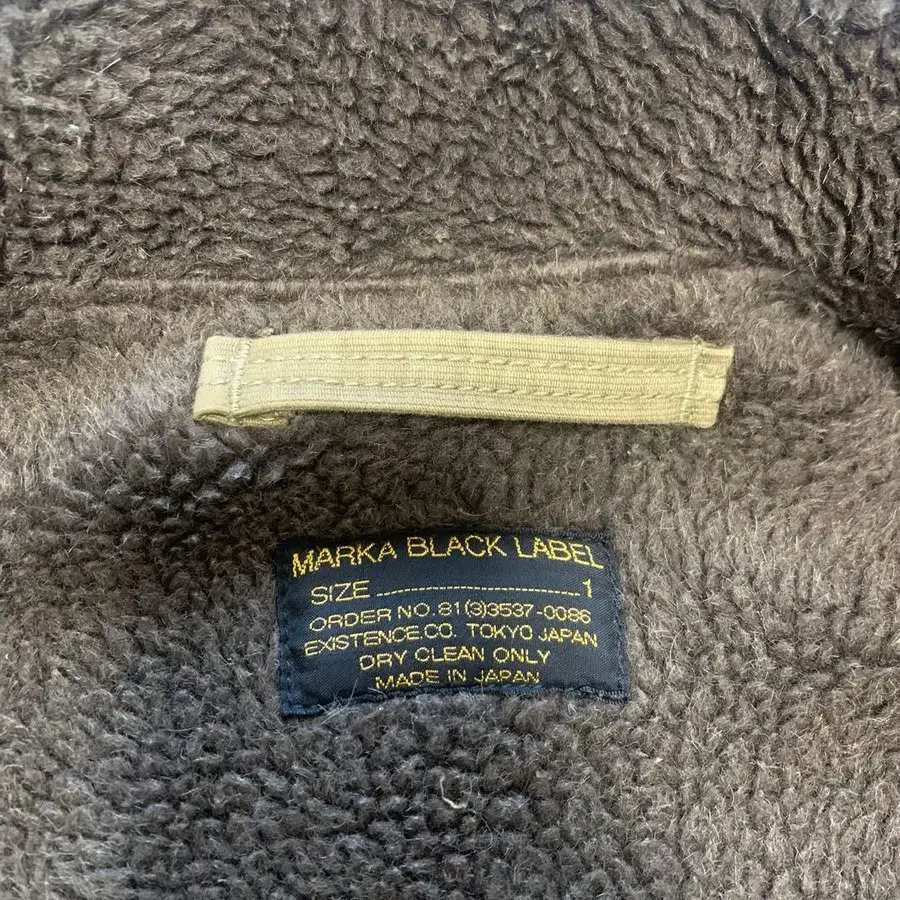 MARKA BLACK LABEL
SIZE------------------------------1
ORDER NO.81(3)3537-0086
EXISTENCE.CO. TOKYO JAPAN
DRY CLEAN ONLY
MADE IN JAPAN